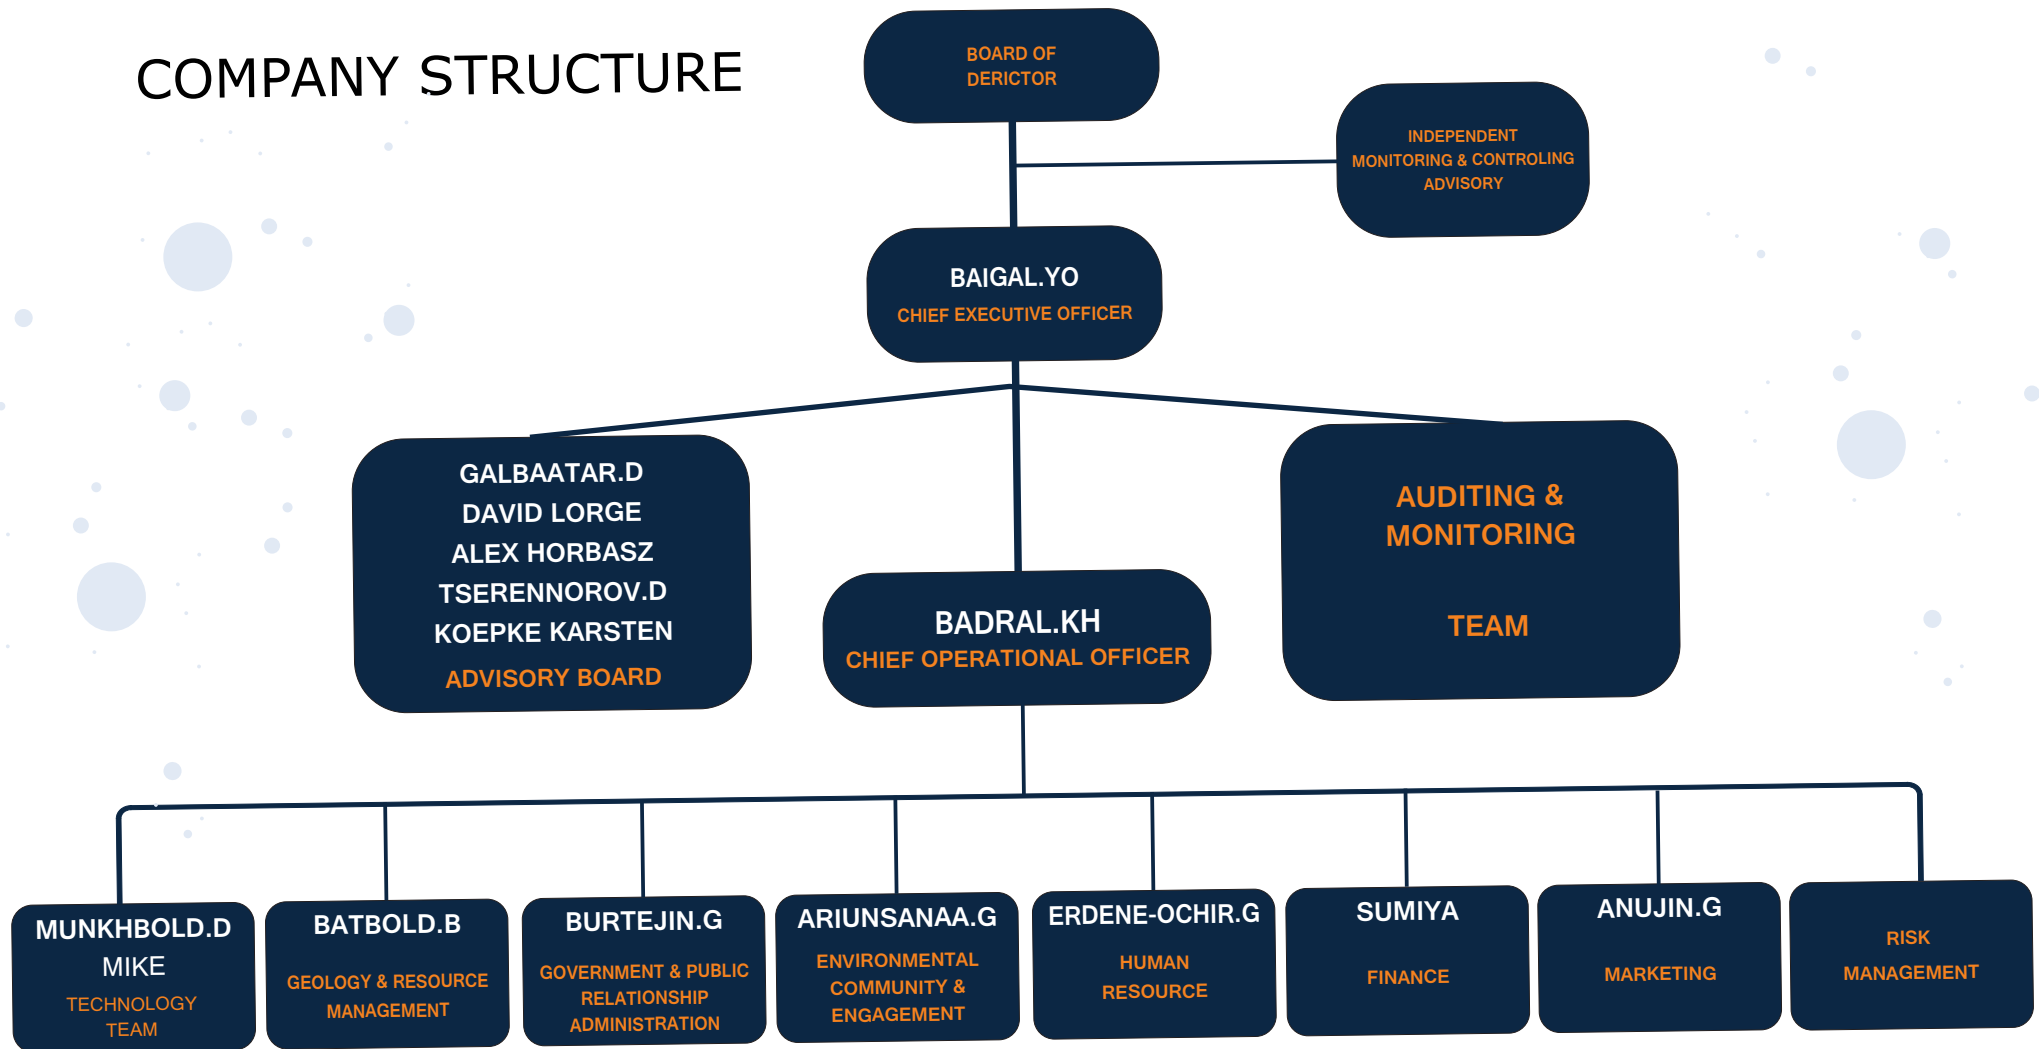 COMPANY STRUCTURE
BOARD OF
DERICTOR
INDEPENDENT
MONITORING & CONTROLING
ADVISORY
BAIGAL.YO
CHIEF EXECUTIVE OFFICER
GALBAATAR.D
DAVID LORGE
ALEX HORBASZ
TSERENNOROV.D
KOEPKE KARSTEN
ADVISORY BOARD
BADRAL.KH
CHIEF OPERATIONAL OFFICER
AUDITING &
MONITORING
TEAM
MUNKHBOLD.D
MIKE
TECHNOLOGY
TEAM
BATBOLD.B
GEOLOGY & RESOURCE
MANAGEMENT
BURTEJIN.G
GOVERNMENT & PUBLIC
RELATIONSHIP
ADMINISTRATION
ARIUNSANAA.G
ENVIRONMENTAL
COMMUNITY &
ENGAGEMENT
ERDENE-OCHIR.G
HUMAN
RESOURCE
SUMIYA
FINANCE
ANUJIN.G
MARKETING
RISK
MANAGEMENT